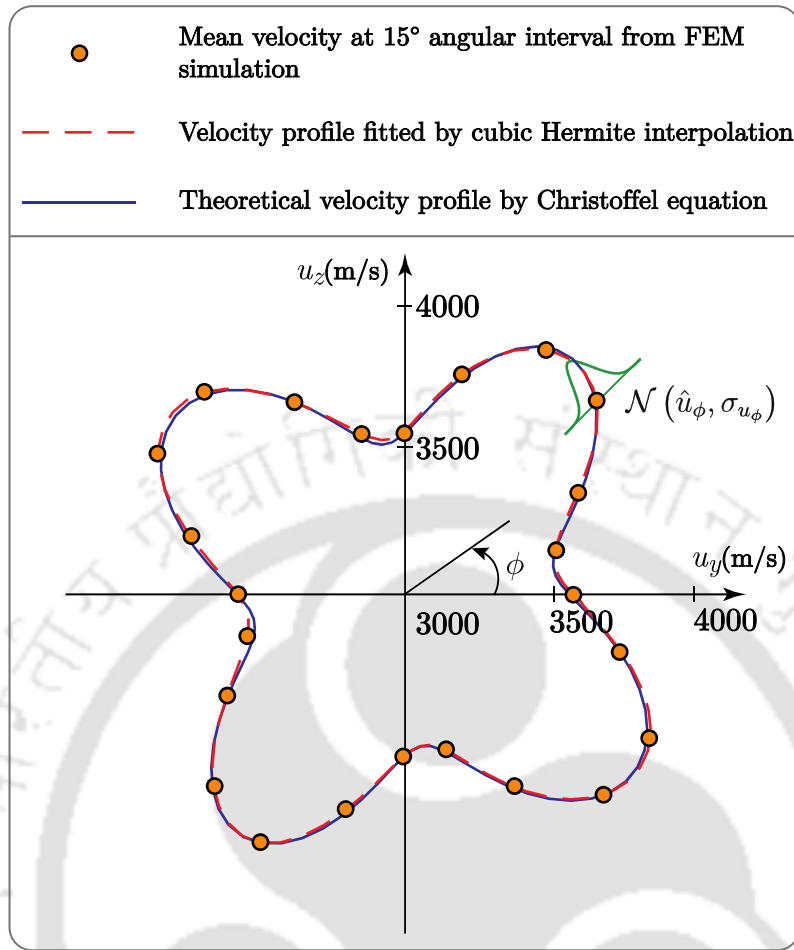 Mean velocity at 15° angular interval from FEM
simulation
Velocity profile fitted by cubic Hermite interpolation
Theoretical velocity profile by Christoffel equation
u_z(m/s)
4000
𝒩 (û_ϕ, σ_{u_ϕ})
3500
ϕ
u_y(m/s)
3000
3500
4000